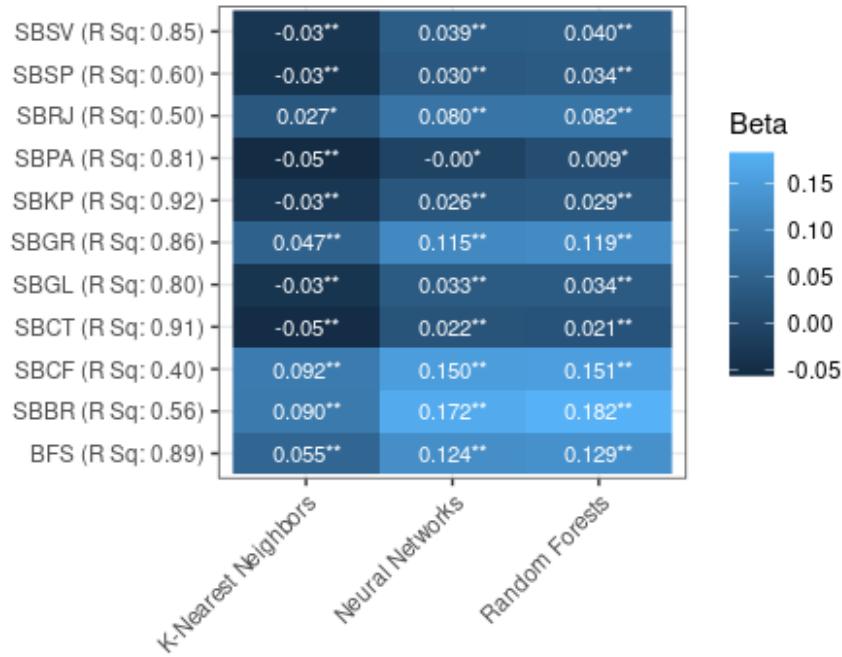 SBSV (R Sq: 0.85) -0.03** 0.039** 0.040**
SBSP (R Sq: 0.60) -0.03** 0.030** 0.034**
SBRJ (R Sq: 0.50) 0.027* 0.080** 0.082**
SBPA (R Sq: 0.81) -0.05** -0.00* 0.009*
SBKP (R Sq: 0.92) -0.03** 0.026** 0.029**
SBGR (R Sq: 0.86) 0.047** 0.115** 0.119**
SBGL (R Sq: 0.80) -0.03** 0.033** 0.034**
SBCT (R Sq: 0.91) -0.05** 0.022** 0.021**
SBCF (R Sq: 0.40) 0.092** 0.150** 0.151**
SBBR (R Sq: 0.56) 0.090** 0.172** 0.182**
BFS (R Sq: 0.89) 0.055** 0.124** 0.129**
K-Nearest Neighbors
Neural Networks
Random Forests
Beta
0.15
0.10
0.05
0.00
-0.05